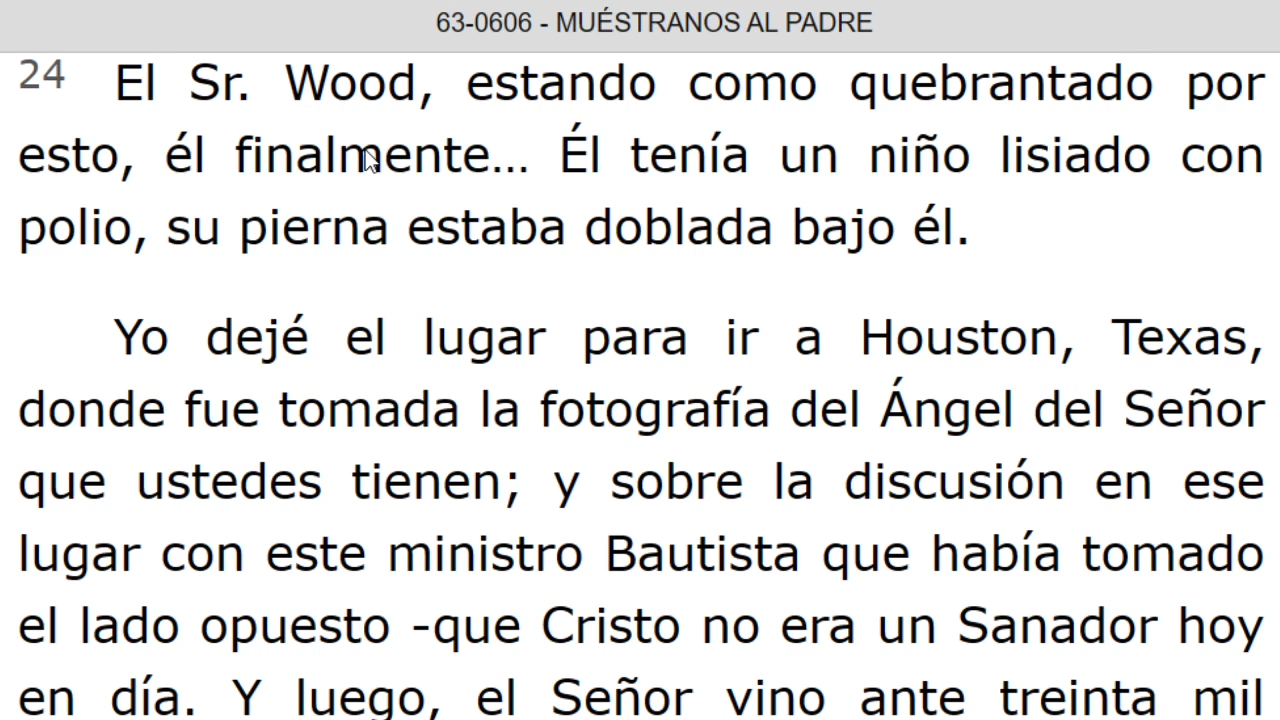 63-0606 - MUÉSTRANOS AL PADRE
24 El Sr. Wood, estando como quebrantado por
esto, él finalmente... Él tenía un niño lisiado con
polio, su pierna estaba doblada bajo él.
Yo dejé el lugar para ir a Houston, Texas,
donde fue tomada la fotografía del Ángel del Señor
que ustedes tienen; y sobre la discusión en ese
lugar con este ministro Bautista que había tomado
el lado opuesto -que Cristo no era un Sanador hoy
en día. Y luego, el Señor vino ante treinta mil